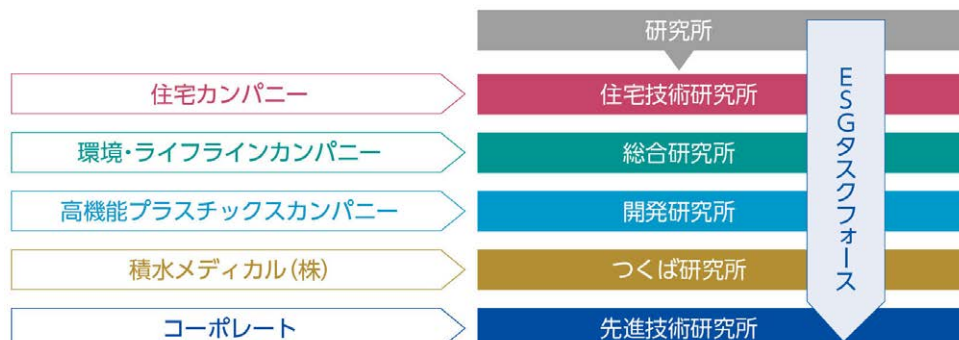 研究所
住宅カンパニー
住宅技術研究所
環境・ライフラインカンパニー
総合研究所
高機能プラスチックスカンパニー
開発研究所
積水メディカル(株)
つくば研究所
コーポレート
先進技術研究所
ESGタスクフォース